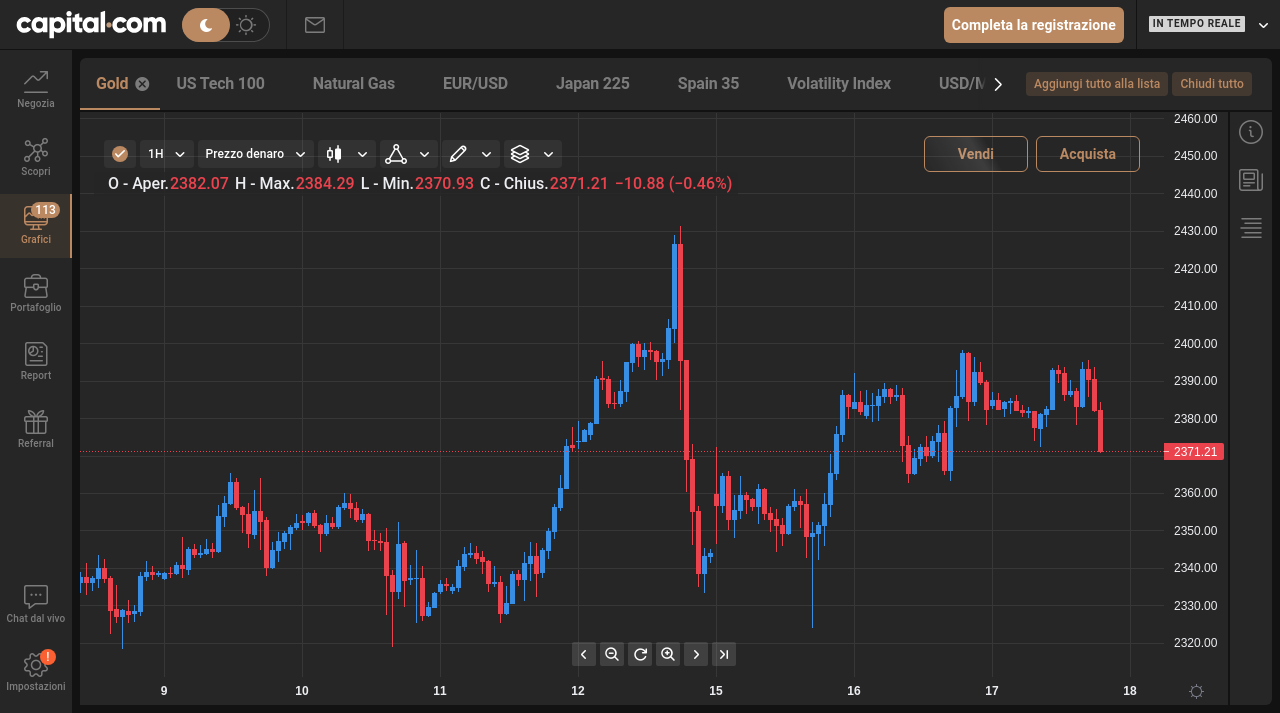 capital.com
Completa la registrazione
IN TEMPO REALE
Negozia
Scopri
113
Grafici
Portafoglio
Report
Referral
Chat dal vivo
!
Impostazioni
Gold
US Tech 100
Natural Gas
EUR/USD
Japan 225
Spain 35
Volatility Index
USD/M
Aggiungi tutto alla lista
Chiudi tutto
1H
Prezzo denaro
Vendi
Acquista
O - Aper.2382.07 H - Max.2384.29 L - Min.2370.93 C - Chius.2371.21 −10.88 (−0.46%)
2460.00
2450.00
2440.00
2430.00
2420.00
2410.00
2400.00
2390.00
2380.00
2371.21
2360.00
2350.00
2340.00
2330.00
2320.00
9 10 11 12 15 16 17 18